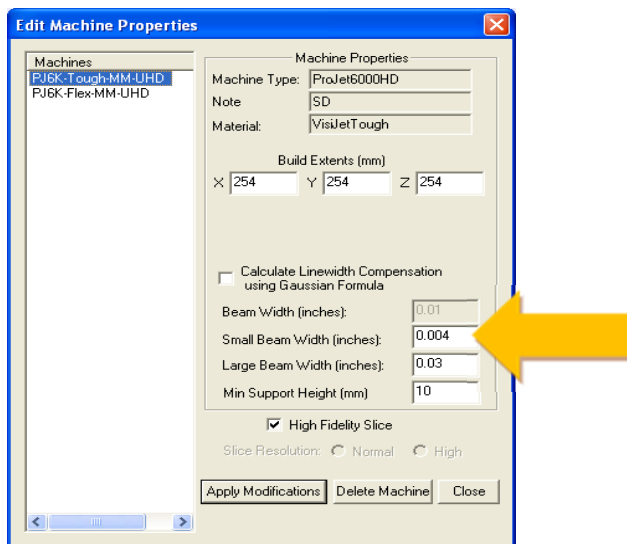 Edit Machine Properties
Machines
PJ6K-Tough-MM-UHD
PJ6K-Flex-MM-UHD
Machine Properties
Machine Type: ProJet6000HD
Note SD
Material: VisiJetTough
Build Extents (mm)
X 254 Y 254 Z 254
Calculate Linewidth Compensation
using Gaussian Formula
Beam Width (inches): 0.01
Small Beam Width (inches): 0.004
Large Beam Width (inches): 0.03
Min Support Height (mm) 10
High Fidelity Slice
Slice Resolution: Normal High
Apply Modifications Delete Machine Close